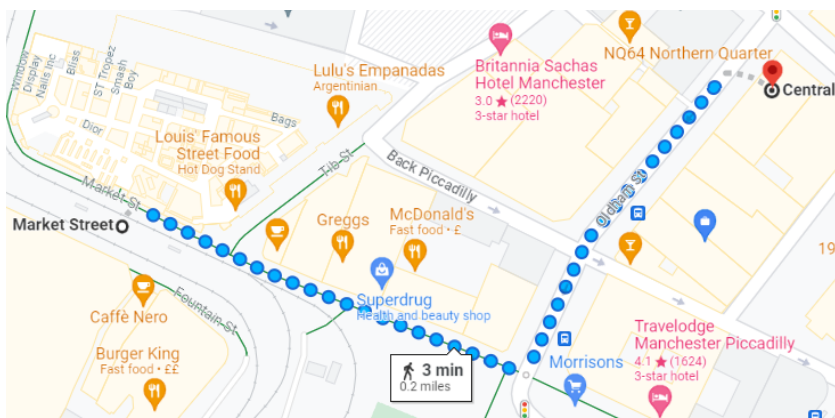 Window
Display
Nails Inc
Bliss
ST Tropez
Smash
Boy
Dior
Bags
Lulu's Empanadas
Argentinian
Britannia Sachas
Hotel Manchester
3.0 ★ (2220)
3-star hotel
NQ64 Northern Quarter
Central
Louis' Famous
Street Food
Hot Dog Stand
Tib St
Back Piccadilly
Oldham St
Market St
Market Street
Greggs
McDonald's
Fast food • £
19
Superdrug
Health and beauty shop
Caffè Nero
Fountain St
Burger King
Fast food • ££
3 min
0.2 miles
Morrisons
Travelodge
Manchester Piccadilly
4.1 ★ (1624)
3-star hotel